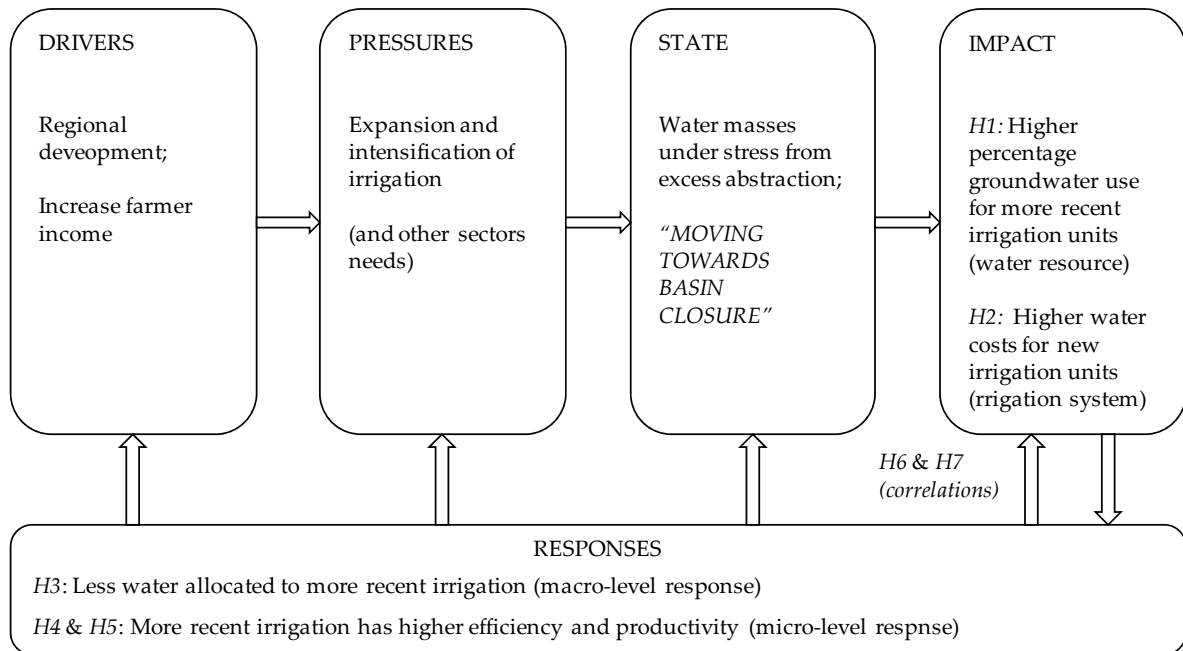 DRIVERS
Regional
deveopment;
Increase farmer
income
PRESSURES
Expansion and
intensification of
irrigation
(and other sectors
needs)
STATE
Water masses
under stress from
excess abstraction;
“MOVING
TOWARDS
BASIN
CLOSURE”
IMPACT
H1: Higher
percentage
groundwater use
for more recent
irrigation units
(water resource)
H2: Higher water
costs for new
irrigation units
(rrigation system)
H6 & H7
(correlations)
RESPONSES
H3: Less water allocated to more recent irrigation (macro-level response)
H4 & H5: More recent irrigation has higher efficiency and productivity (micro-level respnse)